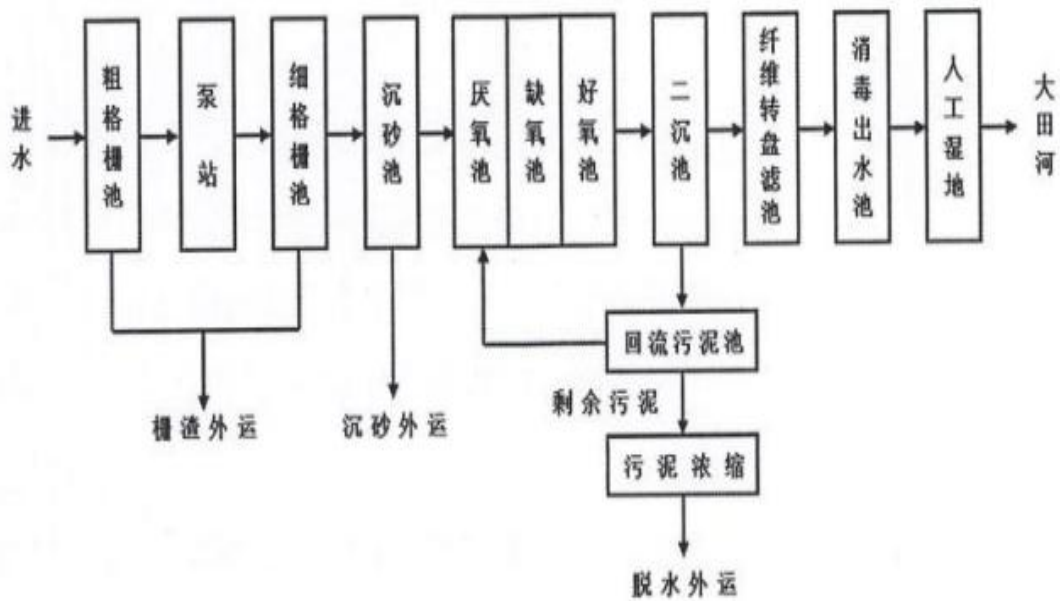 进水
粗格栅池
泵站
细格栅池
沉砂池
厌氧池
缺氧池
好氧池
二沉池
纤维转盘滤池
消毒出水池
人工湿地
大田河
回流污泥池
剩余污泥
栅渣外运
沉砂外运
污泥浓缩
脱水外运